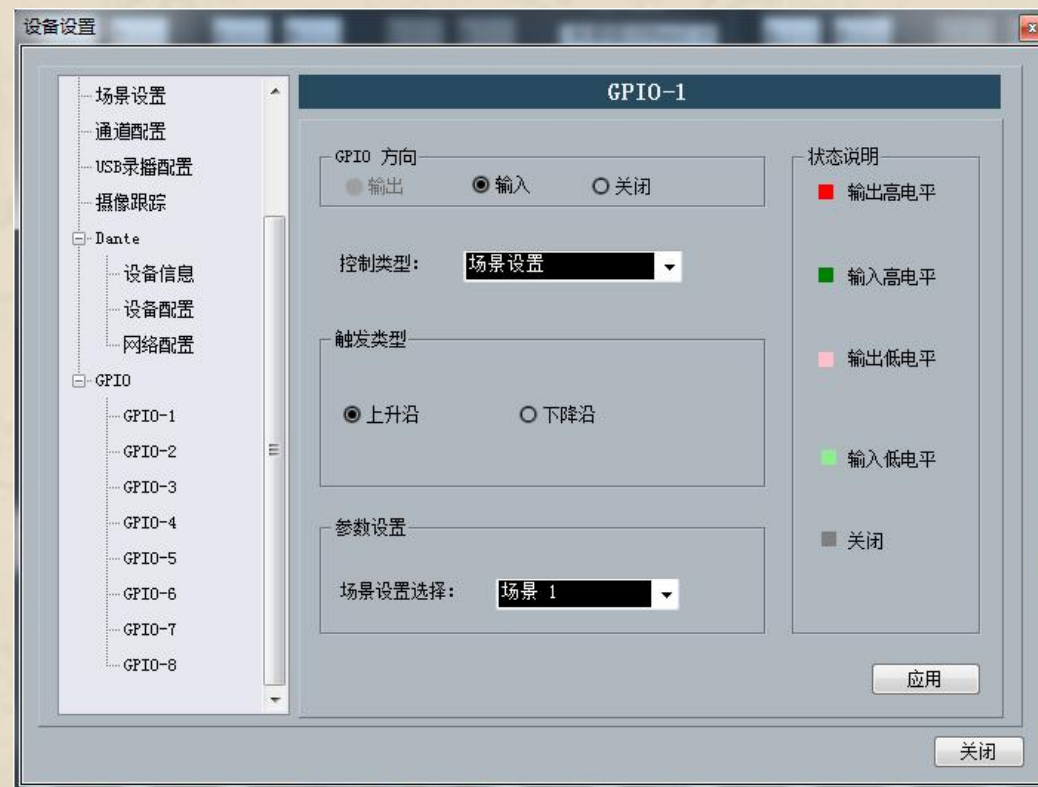 设备设置
场景设置
通道配置
USB录播配置
摄像跟踪
Dante
设备信息
设备配置
网络配置
GPIO
GPIO-1
GPIO-2
GPIO-3
GPIO-4
GPIO-5
GPIO-6
GPIO-7
GPIO-8
GPIO-1
GPIO 方向
输出 输入 关闭
控制类型: 场景设置
触发类型
上升沿 下降沿
参数设置
场景设置选择: 场景 1
状态说明
输出高电平
输入高电平
输出低电平
输入低电平
关闭
应用
关闭